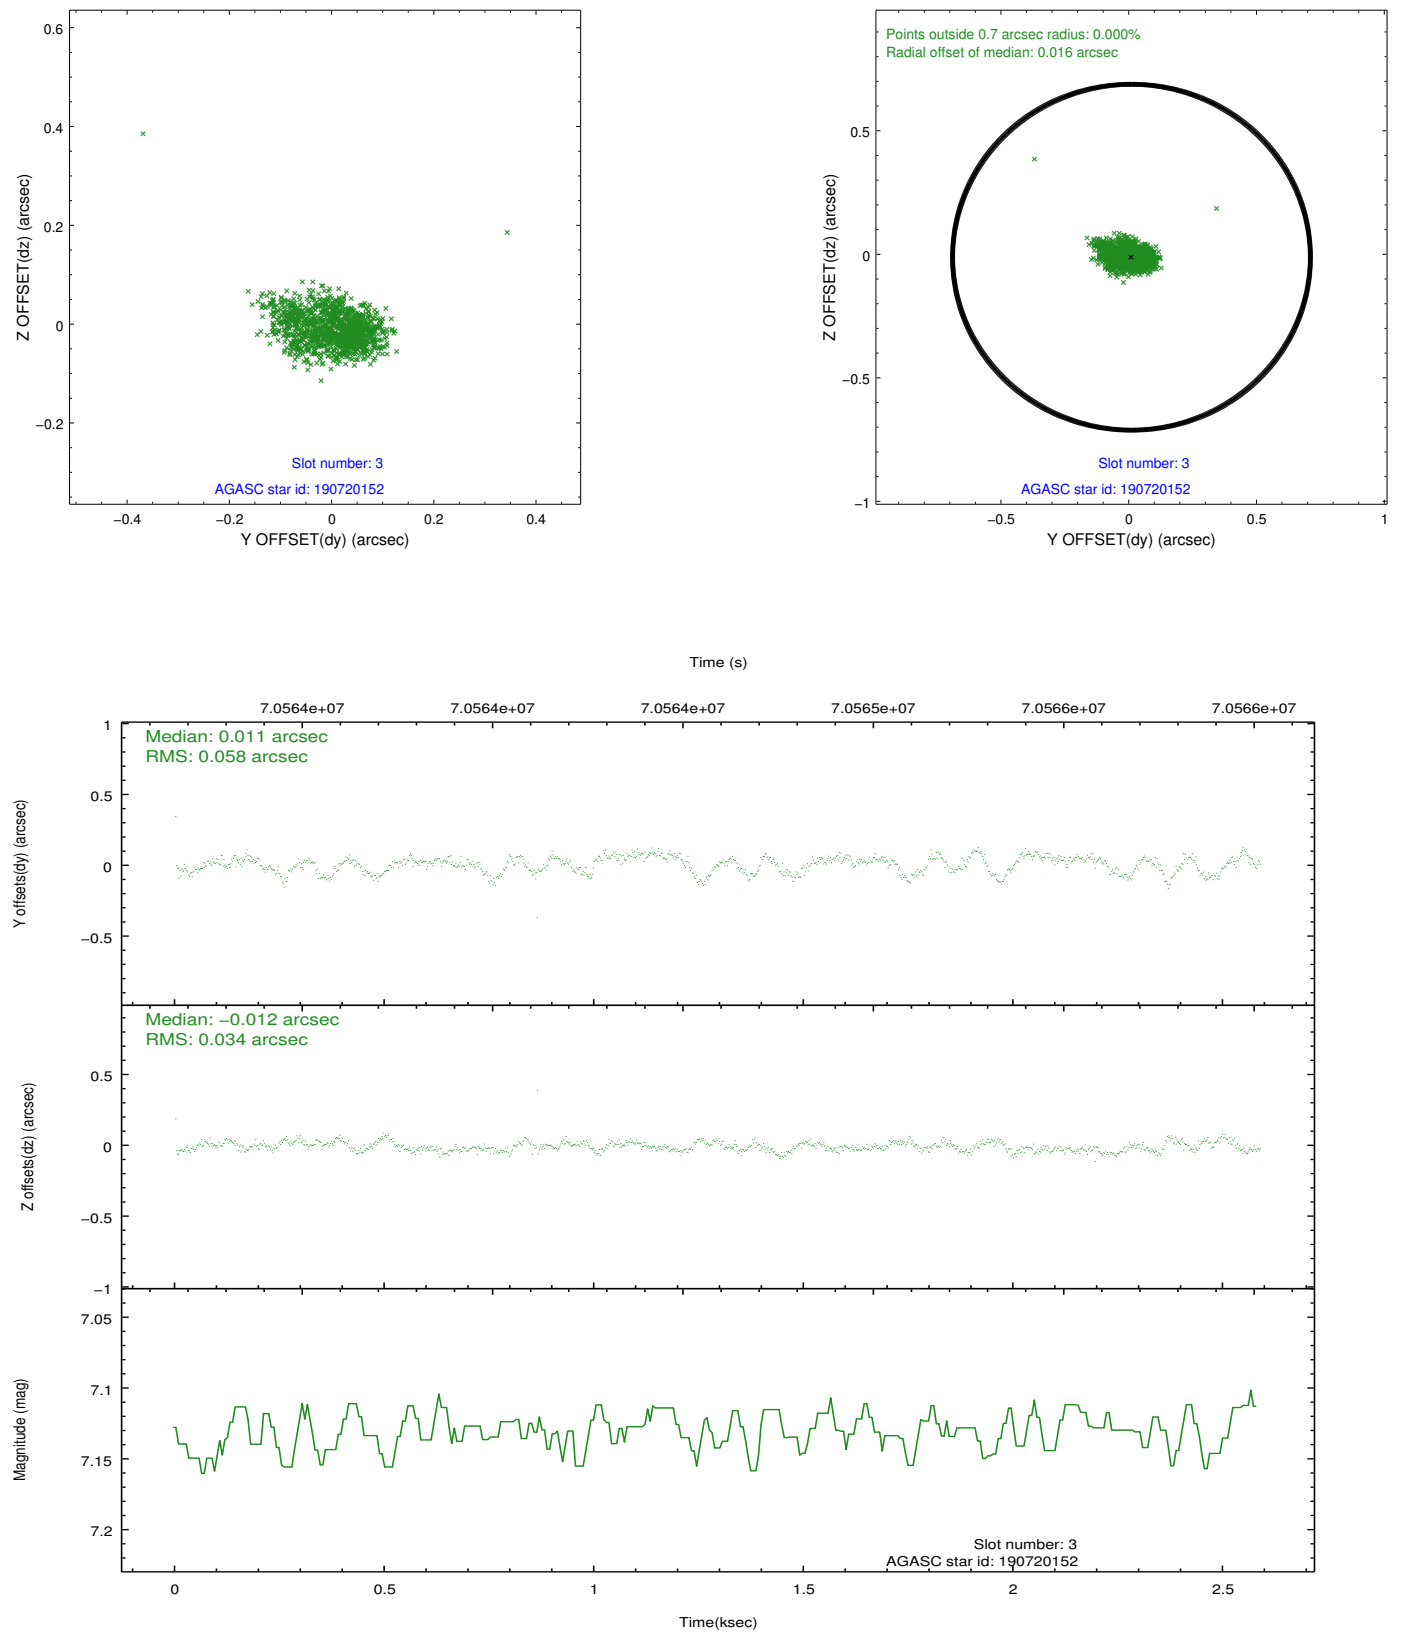 0.6
0.4
0.2
0
−0.2
Z OFFSET(dz) (arcsec)
Slot number: 3
AGASC star id: 190720152
−0.4 −0.2 0 0.2 0.4
Y OFFSET(dy) (arcsec)
Points outside 0.7 arcsec radius: 0.000%
Radial offset of median: 0.016 arcsec
0.5
0
−0.5
−1
Z OFFSET(dz) (arcsec)
Slot number: 3
AGASC star id: 190720152
−0.5 0 0.5 1
Y OFFSET(dy) (arcsec)
Time (s)
7.0564e+07 7.0564e+07 7.0564e+07 7.0565e+07 7.0566e+07 7.0566e+07
1
Median: 0.011 arcsec
RMS: 0.058 arcsec
0.5
0
−0.5
Y offsets(dy) (arcsec)
Median: −0.012 arcsec
RMS: 0.034 arcsec
0.5
0
−0.5
−1
Z offsets(dz) (arcsec)
7.05
7.1
7.15
7.2
Magnitude (mag)
Slot number: 3
AGASC star id: 190720152
0 0.5 1 1.5 2 2.5
Time(ksec)